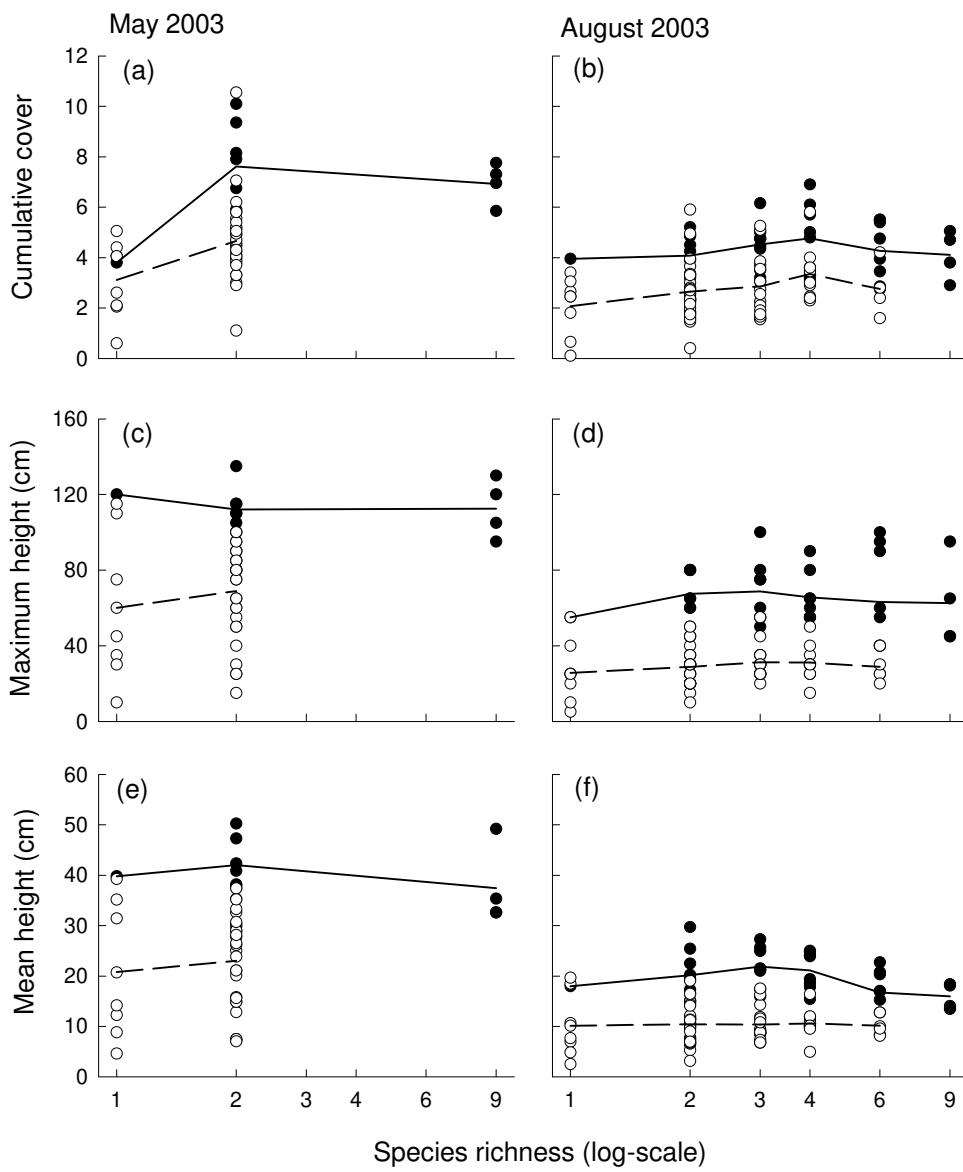 May 2003
August 2003
(a)
(b)
Cumulative cover
12
10
8
6
4
2
0
(c)
(d)
Maximum height (cm)
160
120
80
40
0
(e)
(f)
Mean height (cm)
60
50
40
30
20
10
0
1 2 3 4 6 9
1 2 3 4 6 9
Species richness (log-scale)